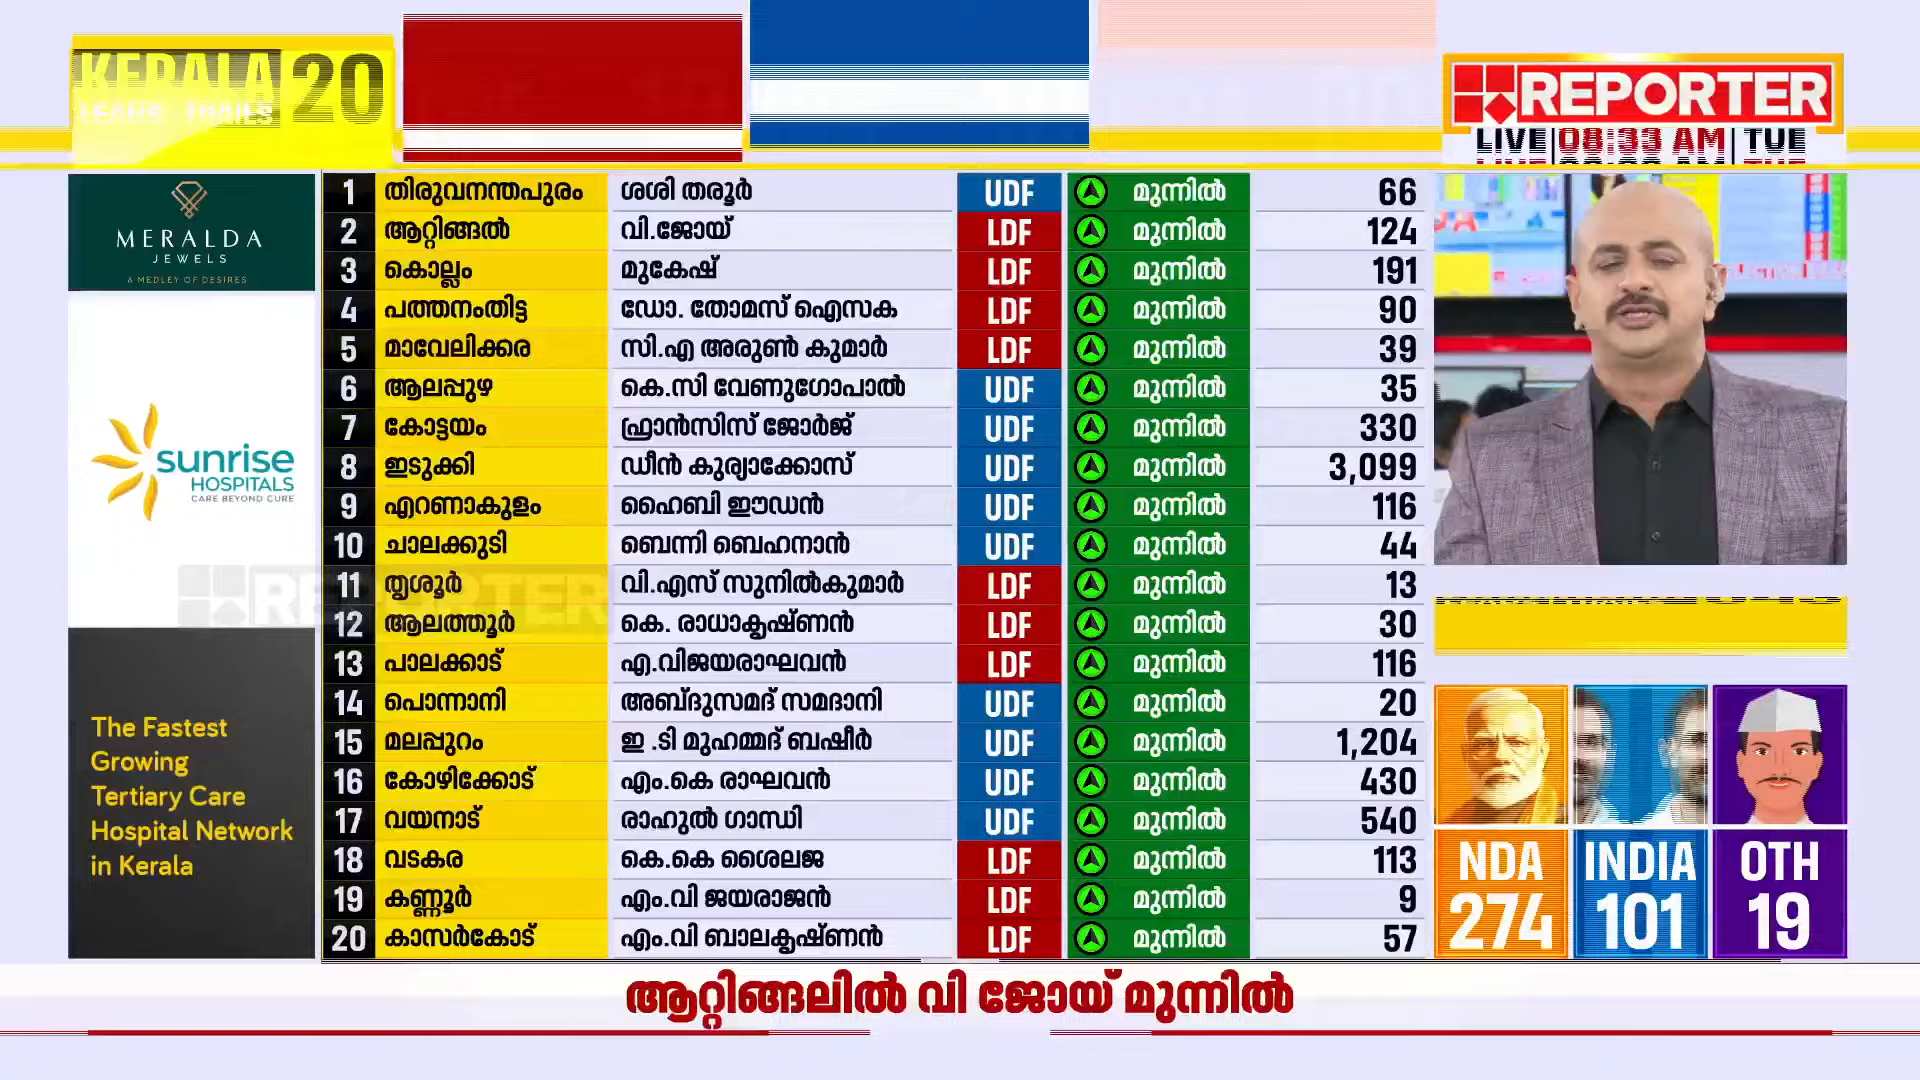 KERALA 20
LEADS TRAILS
REPORTER
LIVE 08:33 AM TUE
MERALDA
JEWELS
A MEDLEY OF DESIRES
sunrise
HOSPITALS
CARE BEYOND CURE
The Fastest
Growing
Tertiary Care
Hospital Network
in Kerala
1 തിരുവനന്തപുരം ശശി തരൂർ UDF മുന്നിൽ 66
2 ആറ്റിങ്ങൽ വി.ജോയ് LDF മുന്നിൽ 124
3 കൊല്ലം മുകേഷ് LDF മുന്നിൽ 191
4 പത്തനംതിട്ട ഡോ. തോമസ് ഐസക LDF മുന്നിൽ 90
5 മാവേലിക്കര സി.എ അരുൺ കുമാർ LDF മുന്നിൽ 39
6 ആലപ്പുഴ കെ.സി വേണുഗോപാൽ UDF മുന്നിൽ 35
7 കോട്ടയം ഫ്രാൻസിസ് ജോർജ് UDF മുന്നിൽ 330
8 ഇടുക്കി ഡീൻ കുര്യാക്കോസ് UDF മുന്നിൽ 3,099
9 എറണാകുളം ഹൈബി ഈഡൻ UDF മുന്നിൽ 116
10 ചാലക്കുടി ബെന്നി ബെഹനാൻ UDF മുന്നിൽ 44
11 തൃശൂർ വി.എസ് സുനിൽകുമാർ LDF മുന്നിൽ 13
12 ആലത്തൂർ കെ. രാധാകൃഷ്ണൻ LDF മുന്നിൽ 30
13 പാലക്കാട് എ.വിജയരാഘവൻ LDF മുന്നിൽ 116
14 പൊന്നാനി അബ്ദുസമദ് സമദാനി UDF മുന്നിൽ 20
15 മലപ്പുറം ഇ .ടി മുഹമ്മദ് ബഷീർ UDF മുന്നിൽ 1,204
16 കോഴിക്കോട് എം.കെ രാഘവൻ UDF മുന്നിൽ 430
17 വയനാട് രാഹുൽ ഗാന്ധി UDF മുന്നിൽ 540
18 വടകര കെ.കെ ശൈലജ LDF മുന്നിൽ 113
19 കണ്ണൂർ എം.വി ജയരാജൻ LDF മുന്നിൽ 9
20 കാസർകോട് എം.വി ബാലകൃഷ്ണൻ LDF മുന്നിൽ 57
REPORTER
NDA INDIA OTH
274 101 19
ആറ്റിങ്ങലിൽ വി ജോയ് മുന്നിൽ